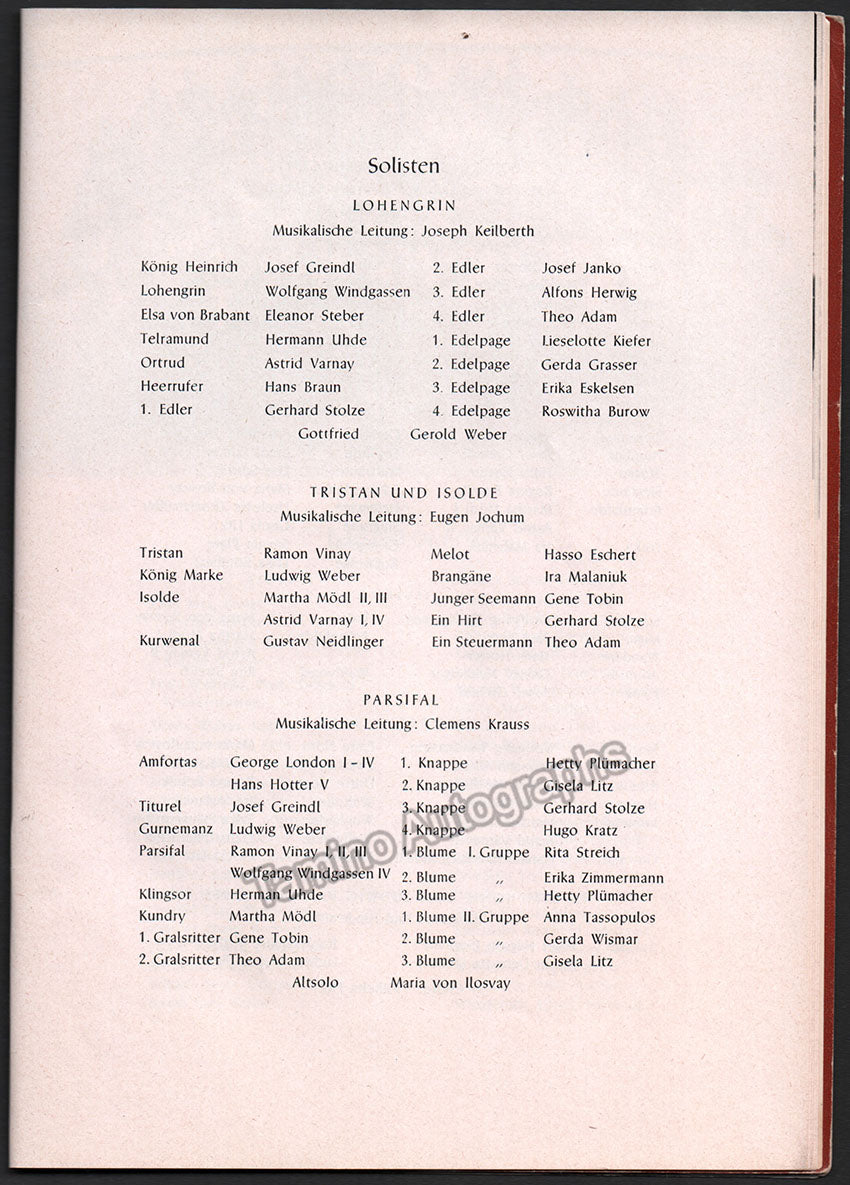 Solisten
LOHENGRIN
Musikalische Leitung: Joseph Keilberth
König Heinrich Josef Greindl 2. Edler Josef Janko
Lohengrin Wolfgang Windgassen 3. Edler Alfons Herwig
Elsa von Brabant Eleanor Steber 4. Edler Theo Adam
Telramund Hermann Uhde 1. Edelpage Lieselotte Kiefer
Ortrud Astrid Varnay 2. Edelpage Gerda Grasser
Heerrufer Hans Braun 3. Edelpage Erika Eskelsen
1. Edler Gerhard Stolze 4. Edelpage Roswitha Burow
Gottfried Gerold Weber
TRISTAN UND ISOLDE
Musikalische Leitung: Eugen Jochum
Tristan Ramon Vinay Melot Hasso Eschert
König Marke Ludwig Weber Brangäne Ira Malaniuk
Isolde Martha Mödl II, III Junger Seemann Gene Tobin
Astrid Varnay I, IV Ein Hirt Gerhard Stolze
Kurwenal Gustav Neidlinger Ein Steuermann Theo Adam
PARSIFAL
Musikalische Leitung: Clemens Krauss
Amfortas George London I - IV 1. Knappe Hetty Plümacher
Hans Hotter V 2. Knappe Gisela Litz
Titurel Josef Greindl 3. Knappe Gerhard Stolze
Gurnemanz Ludwig Weber 4. Knappe Hugo Kratz
Parsifal Ramon Vinay I, II, III 1. Blume I. Gruppe Rita Streich
Wolfgang Windgassen IV 2. Blume „ Erika Zimmermann
Klingsor Herman Uhde 3. Blume „ Hetty Plümacher
Kundry Martha Mödl 1. Blume II. Gruppe Anna Tassopulos
1. Gralsritter Gene Tobin 2. Blume „ Gerda Wismar
2. Gralsritter Theo Adam 3. Blume „ Gisela Litz
Altsolo Maria von Ilosvay
Tamino Autographs